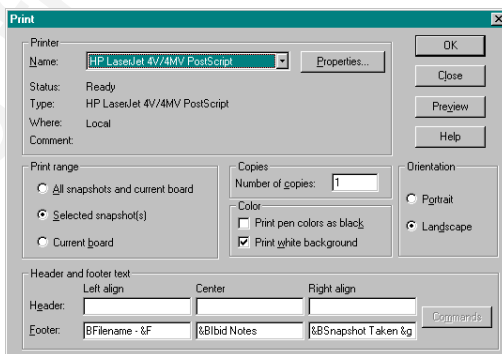 Print
Printer
Name: HP LaserJet 4V/4MV PostScript Properties...
Status: Ready
Type: HP LaserJet 4V/4MV PostScript
Where: Local
Comment:
OK
Close
Preview
Help
Print range
All snapshots and current board
Selected snapshot(s)
Current board
Copies
Number of copies: 1
Color
Print pen colors as black
Print white background
Orientation
Portrait
Landscape
Header and footer text
Left align Center Right align
Header:
Footer: BFilename - &F &BIbid Notes &BSnapshot Taken &g
Commands